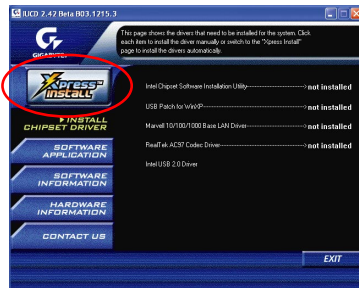 IUCD 2.42 Beta B03.1215.3
This page shows the drivers that need to be installed for the system. Click
each item to install the driver manually or switch to the "Xpress Install"
page to install the drivers automatically.
GIGABYTE
Xpress
Install
INSTALL
CHIPSET DRIVER
SOFTWARE
APPLICATION
SOFTWARE
INFORMATION
HARDWARE
INFORMATION
CONTACT US
Intel Chipset Software Installation Utility-----------------> not installed
USB Patch for WinXP-----------------> not installed
Marvell 10/100/1000 Base LAN Driver-----------------> not installed
RealTek AC97 Codec Driver-----------------> not installed
Intel USB 2.0 Driver
EXIT